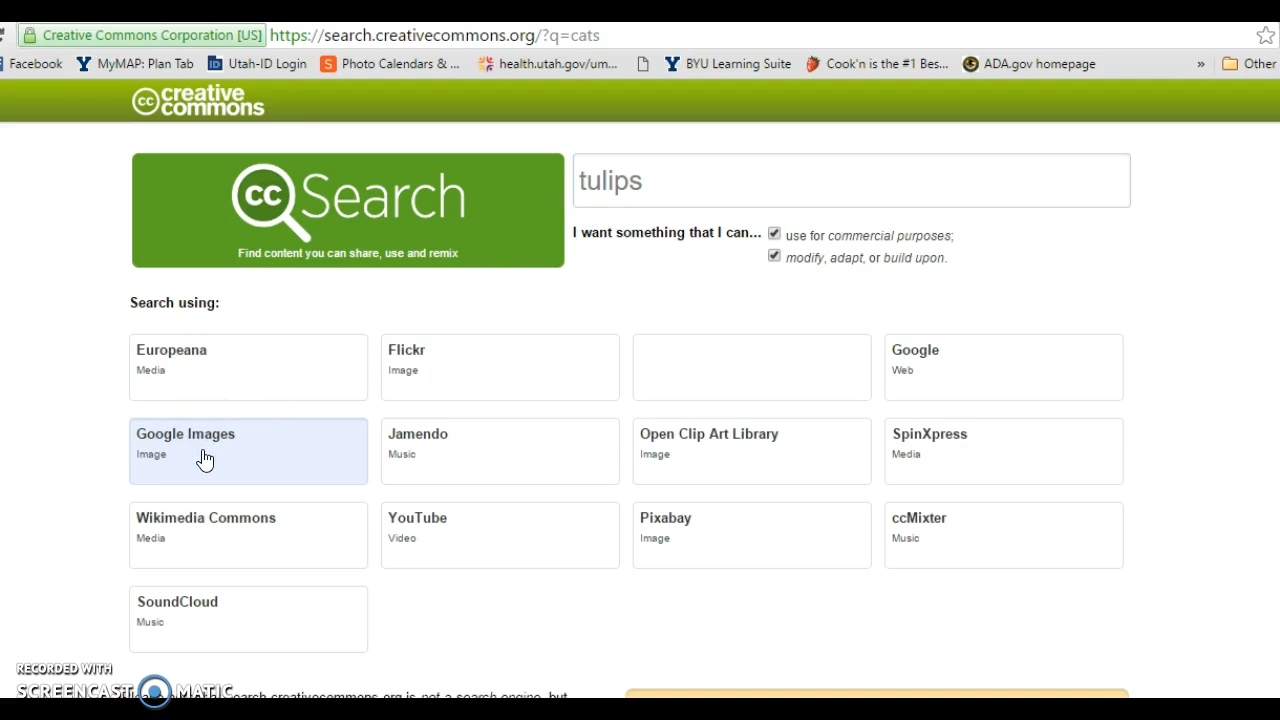 Creative Commons Corporation [US] https://search.creativecommons.org/?q=cats
Facebook MyMAP: Plan Tab Utah-ID Login Photo Calendars & ... health.utah.gov/um... BYU Learning Suite Cook'n is the #1 Bes... ADA.gov homepage » Other
cc creative
commons
cc Search
Find content you can share, use and remix
tulips
I want something that I can... use for commercial purposes;
modify, adapt, or build upon.
Search using:
Europeana
Media
Flickr
Image
Google
Web
Google Images
Image
Jamendo
Music
Open Clip Art Library
Image
SpinXpress
Media
Wikimedia Commons
Media
YouTube
Video
Pixabay
Image
ccMixter
Music
SoundCloud
Music
RECORDED WITH
SCREENCAST MATIC
search.creativecommons.org is not a search engine, but